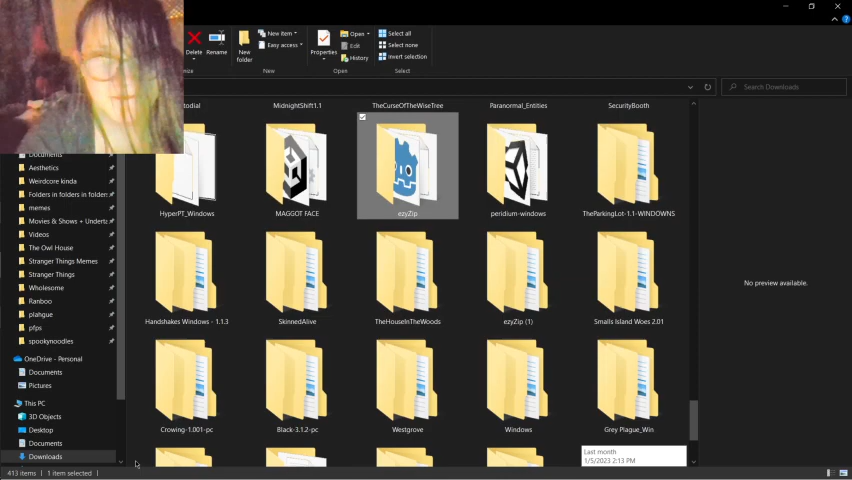 Delete
Rename
New
folder
New item
Easy access
New
Properties
Open
Edit
History
Open
Select all
Select none
Invert selection
Select
Search Downloads
MidnightShift1.1
TheCurseOfTheWiseTree
Paranormal_Entities
SecurityBooth
Documents
Aesthetics
Weirdcore kinda
Folders in folders in folders
memes
Movies & Shows + Underta
Videos
The Owl House
Stranger Things Memes
Stranger Things
Wholesome
Ranboo
plahgue
pfps
spookynoodles
OneDrive - Personal
Documents
Pictures
This PC
3D Objects
Desktop
Documents
Downloads
HyperPT_Windows
MAGGOT FACE
ezyZip
peridium-windows
TheParkingLot-1.1-WINDOWNS
Handshakes Windows - 1.1.3
SkinnedAlive
TheHouseInTheWoods
ezyZip (1)
Smalls Island Woes 2.01
Crowing-1.001-pc
Black-3.1.2-pc
Westgrove
Windows
Grey Plague_Win
Last month
1/5/2023 2:13 PM
No preview available.
413 items
1 item selected